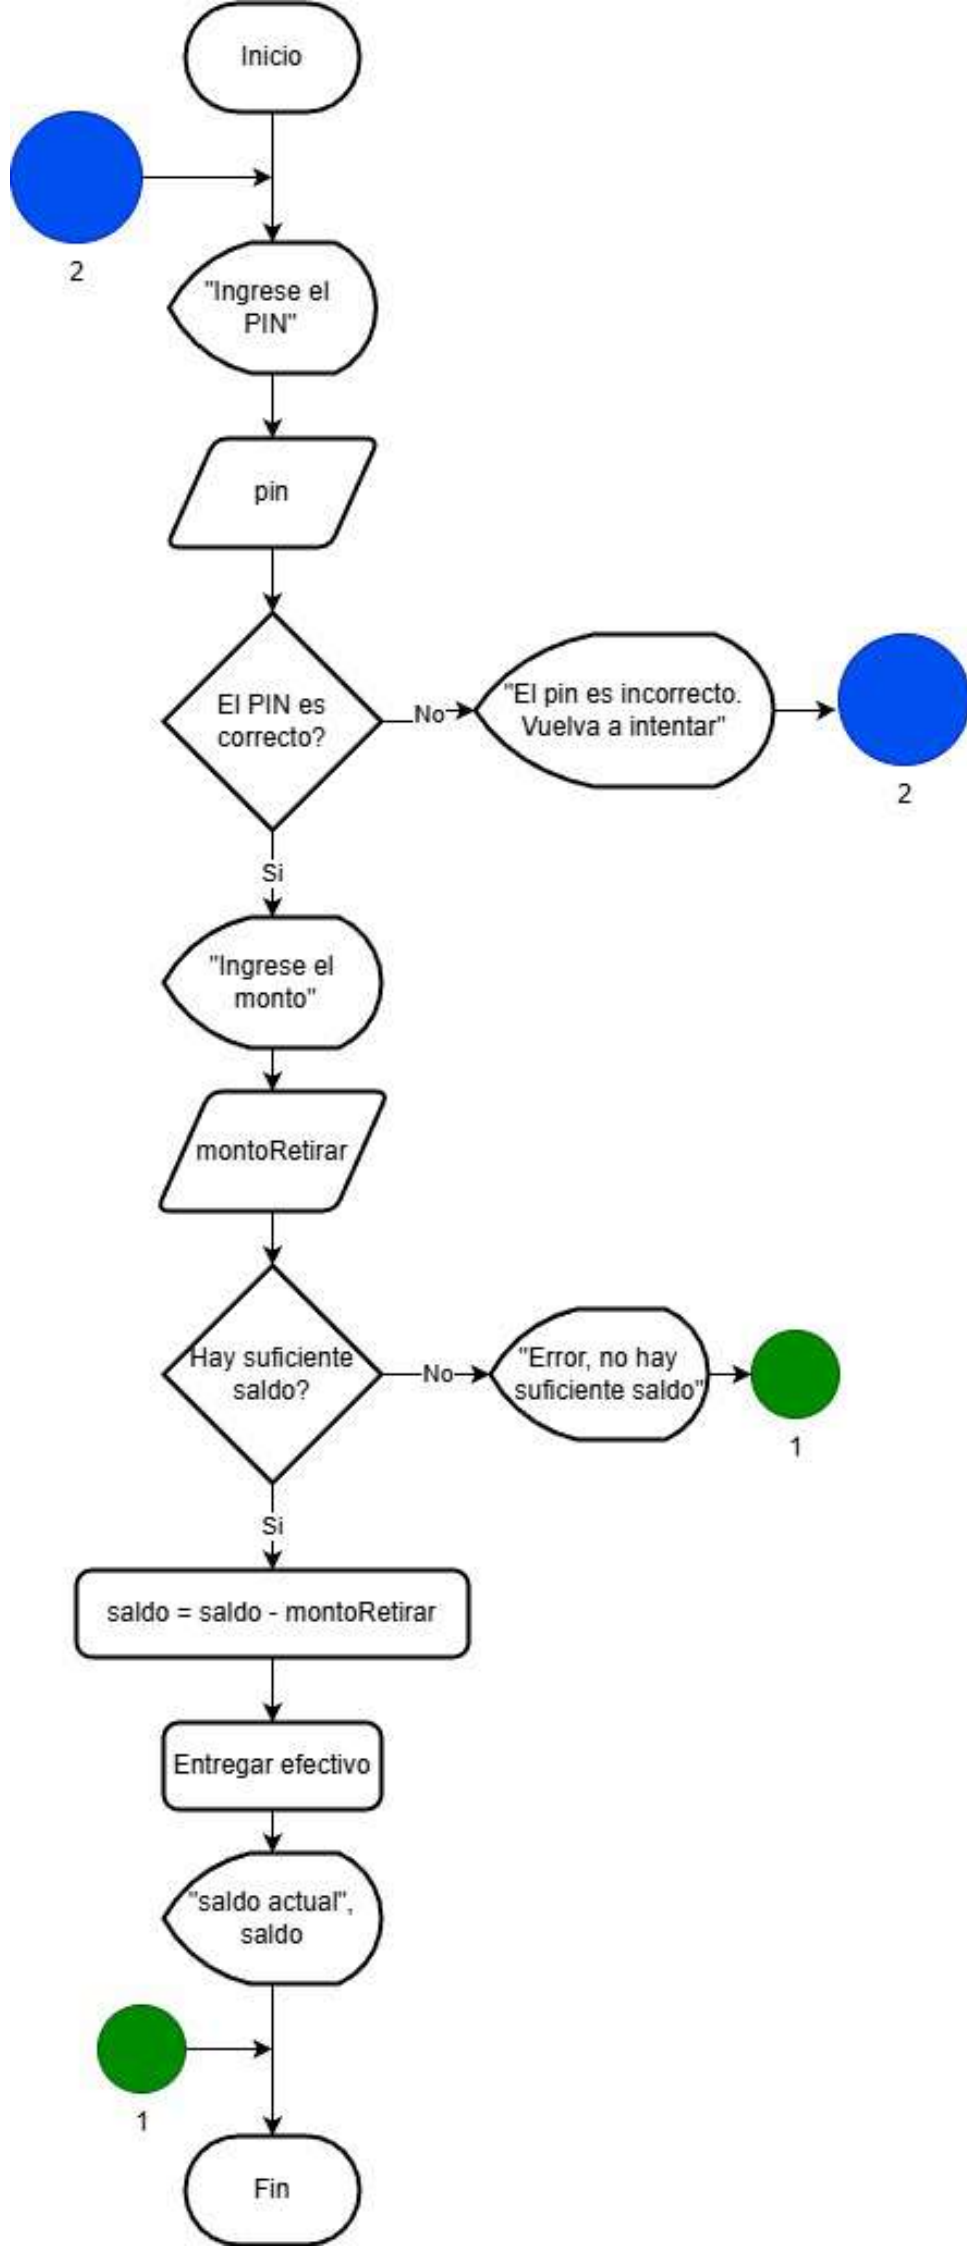 Inicio
2
"Ingrese el
PIN"
pin
El PIN es
correcto?
No
"El pin es incorrecto.
Vuelva a intentar"
2
Si
"Ingrese el
monto"
montoRetirar
Hay suficiente
saldo?
No
"Error, no hay
suficiente saldo"
1
Si
saldo = saldo - montoRetirar
Entregar efectivo
"saldo actual",
saldo
1
Fin